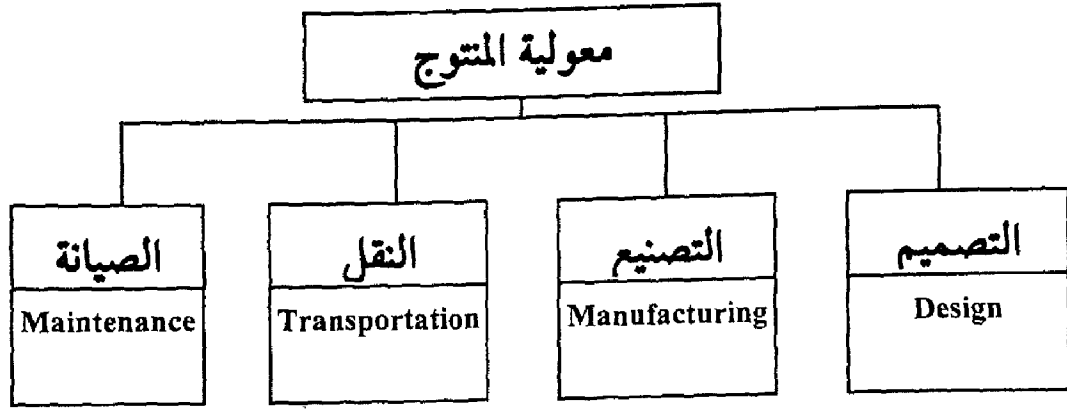 معولية المنتوج
التصميم
Design
التصنيع
Manufacturing
النقل
Transportation
الصيانة
Maintenance